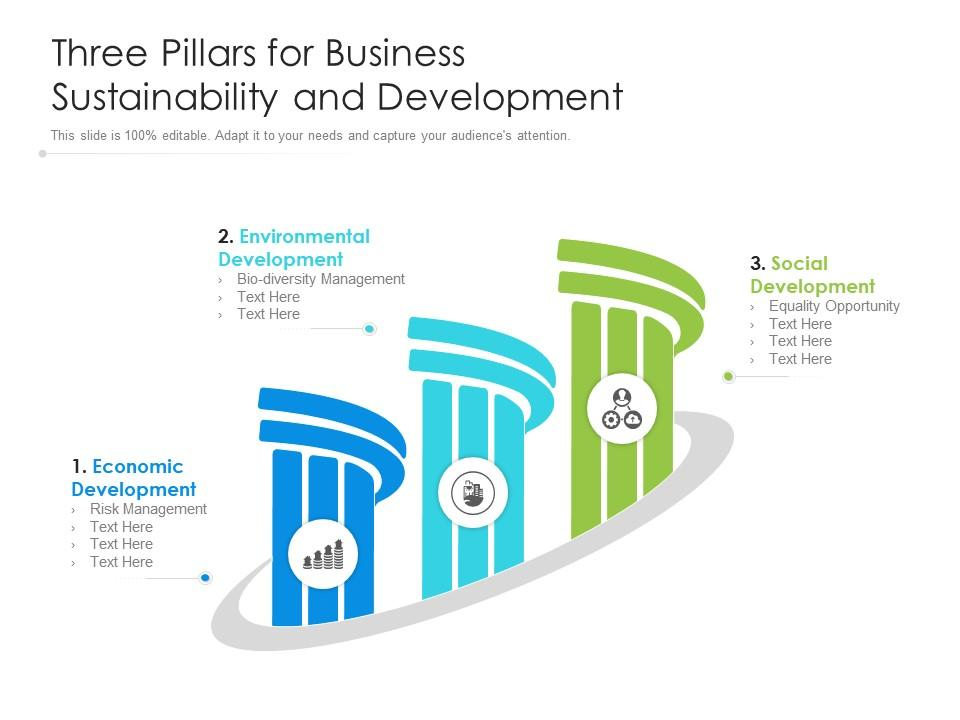 Three Pillars for Business
Sustainability and Development
This slide is 100% editable. Adapt it to your needs and capture your audience's attention.
1. Economic
Development
› Risk Management
› Text Here
› Text Here
› Text Here
2. Environmental
Development
› Bio-diversity Management
› Text Here
› Text Here
3. Social
Development
› Equality Opportunity
› Text Here
› Text Here
› Text Here